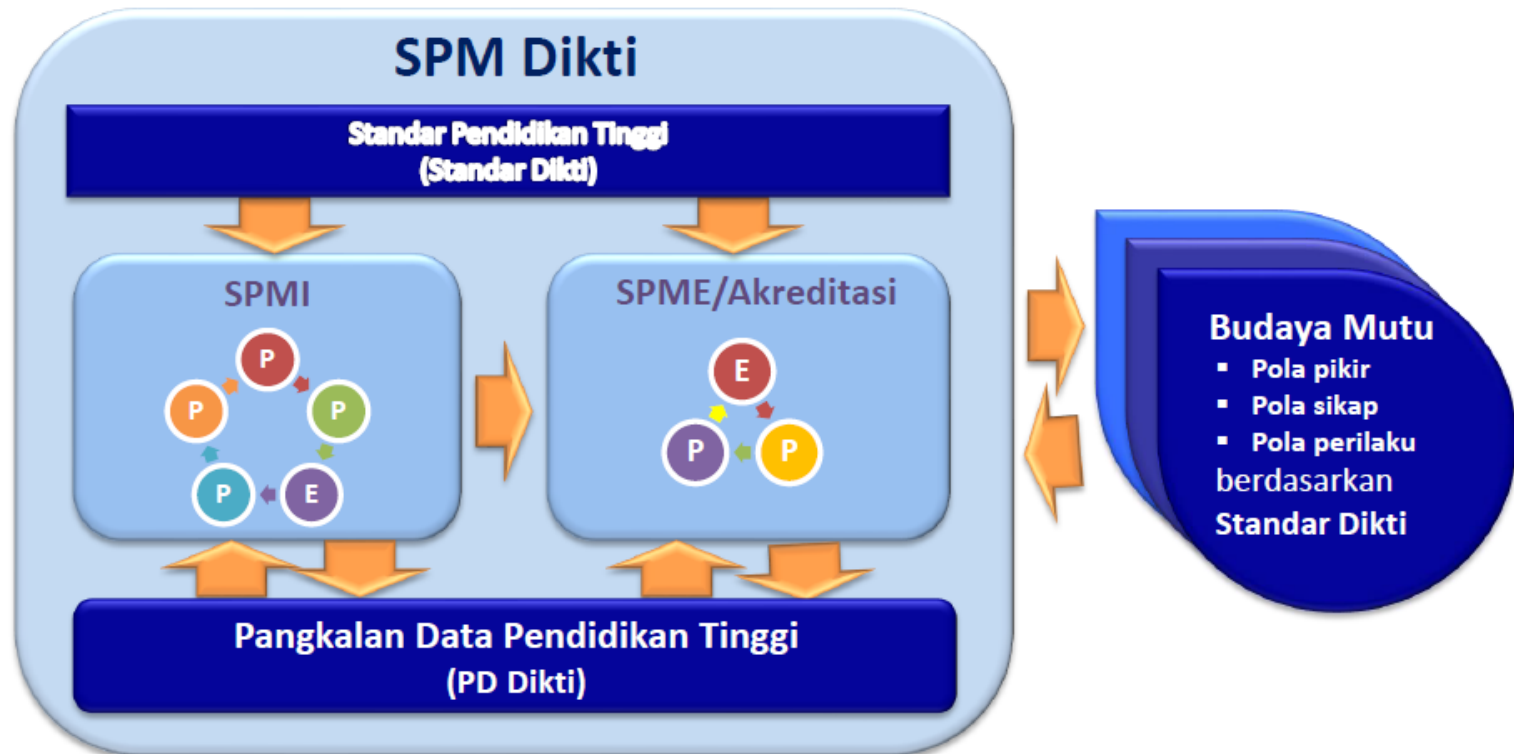 SPM Dikti
Standar Pendidikan Tinggi
(Standar Dikti)
SPMI
P
P
E
P
P
SPME/Akreditasi
E
P
P
Budaya Mutu
▪ Pola pikir
▪ Pola sikap
▪ Pola perilaku
berdasarkan
Standar Dikti
Pangkalan Data Pendidikan Tinggi
(PD Dikti)